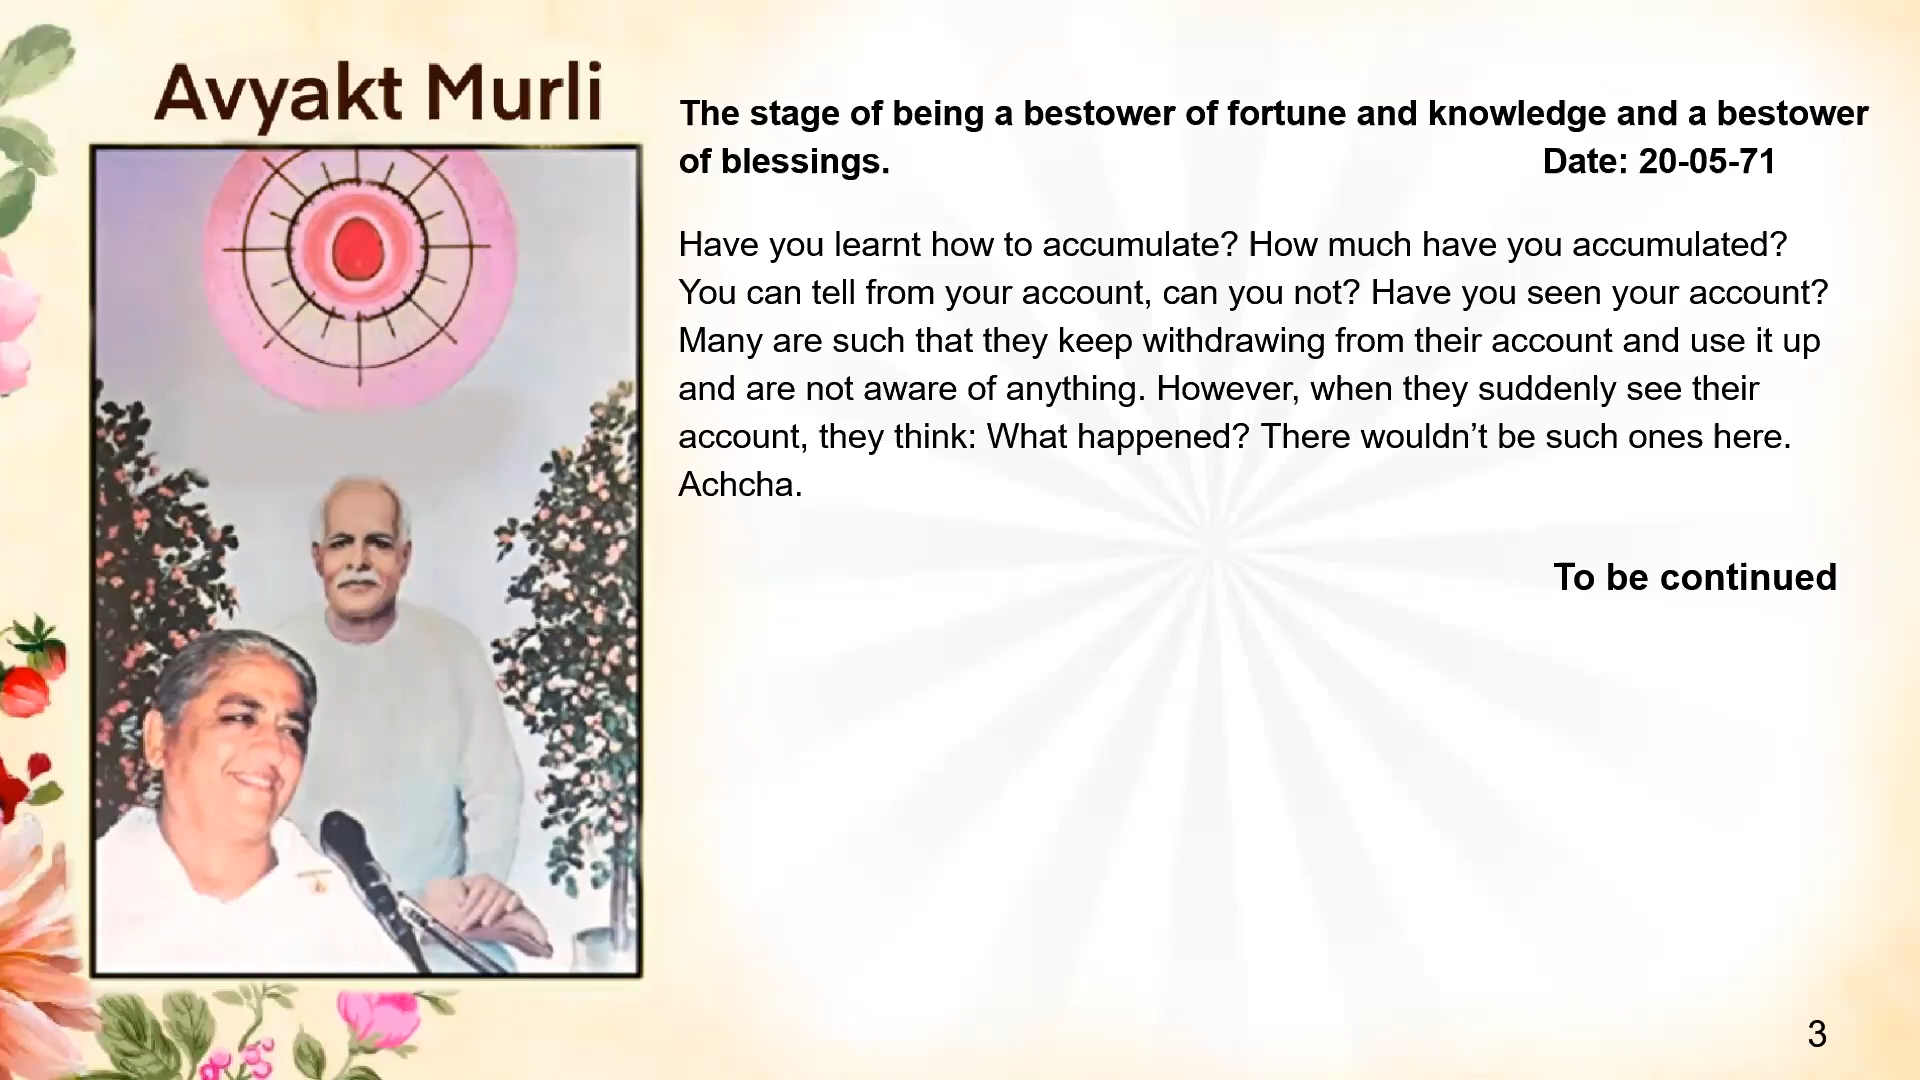 Avyakt Murli
The stage of being a bestower of fortune and knowledge and a bestower
of blessings. Date: 20-05-71
Have you learnt how to accumulate? How much have you accumulated?
You can tell from your account, can you not? Have you seen your account?
Many are such that they keep withdrawing from their account and use it up
and are not aware of anything. However, when they suddenly see their
account, they think: What happened? There wouldn’t be such ones here.
Achcha.
To be continued
3